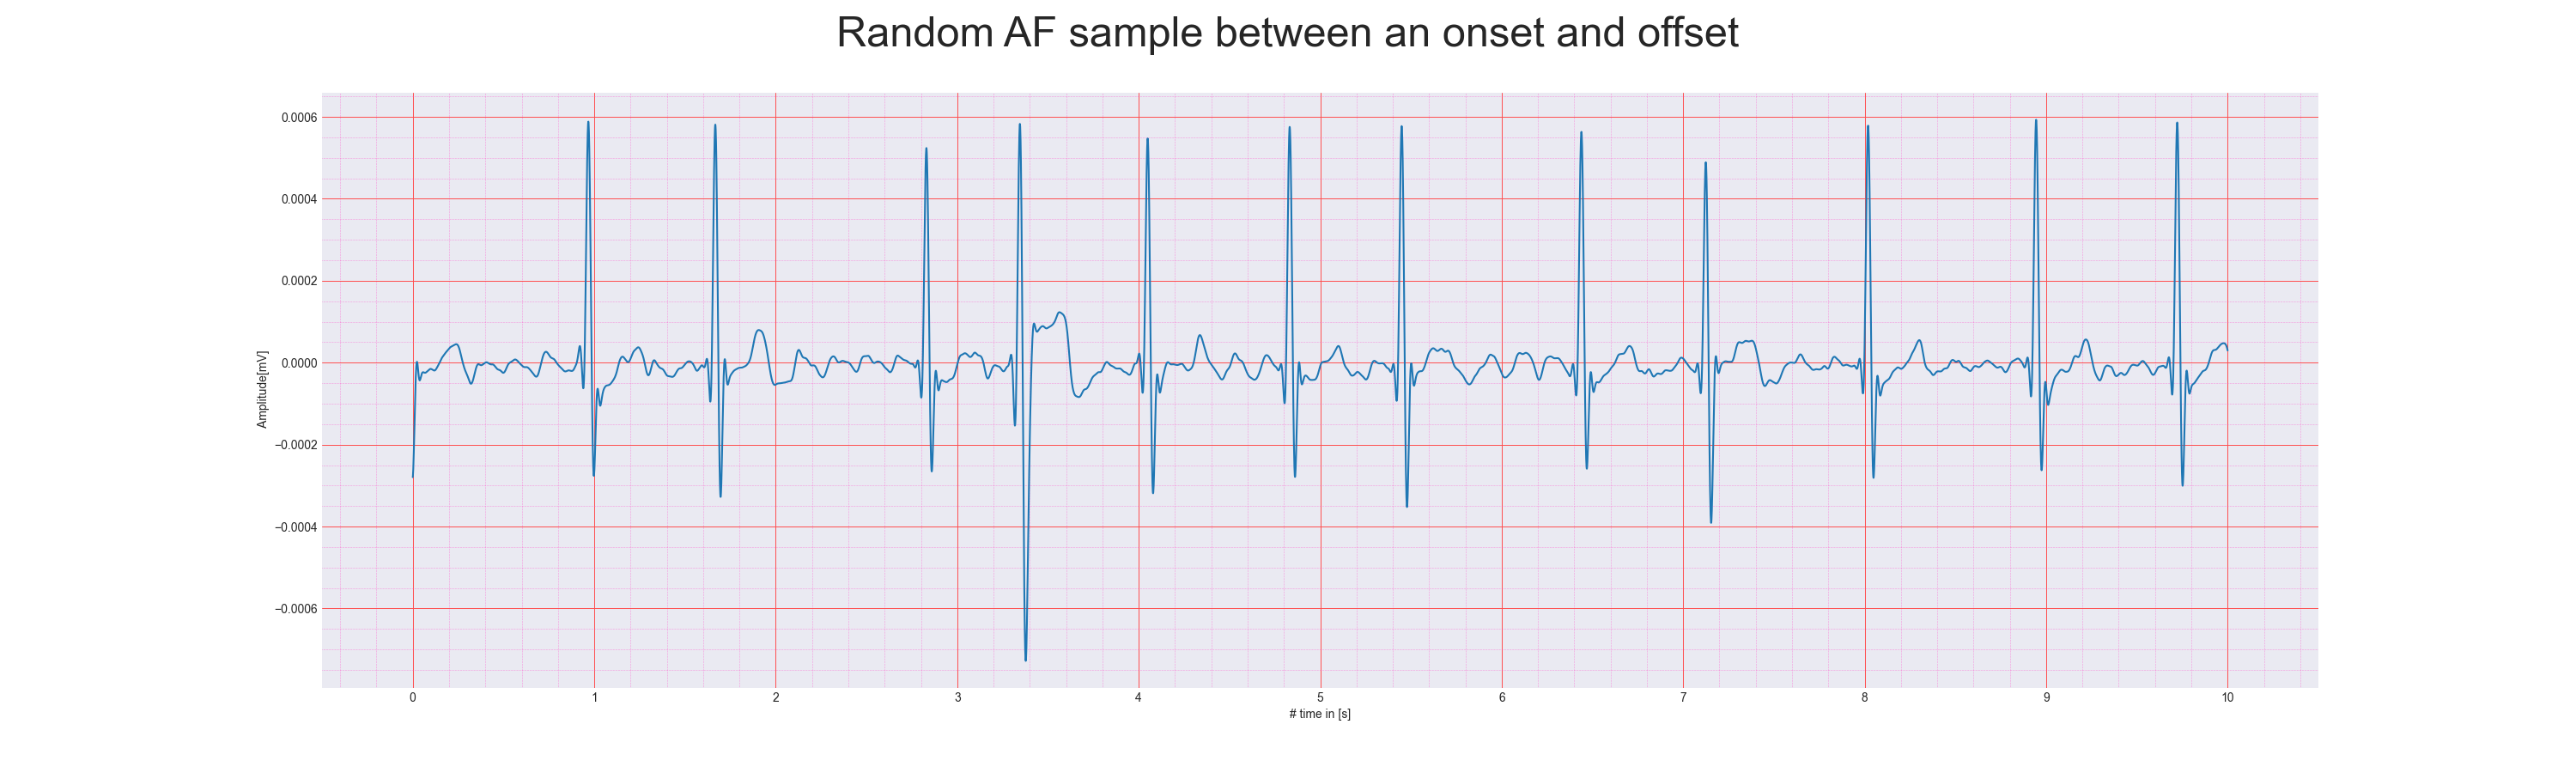 Random AF sample between an onset and offset
0.0006
0.0004
0.0002
0.0000
−0.0002
−0.0004
−0.0006
Amplitude[mV]
0 1 2 3 4 5 6 7 8 9 10
# time in [s]